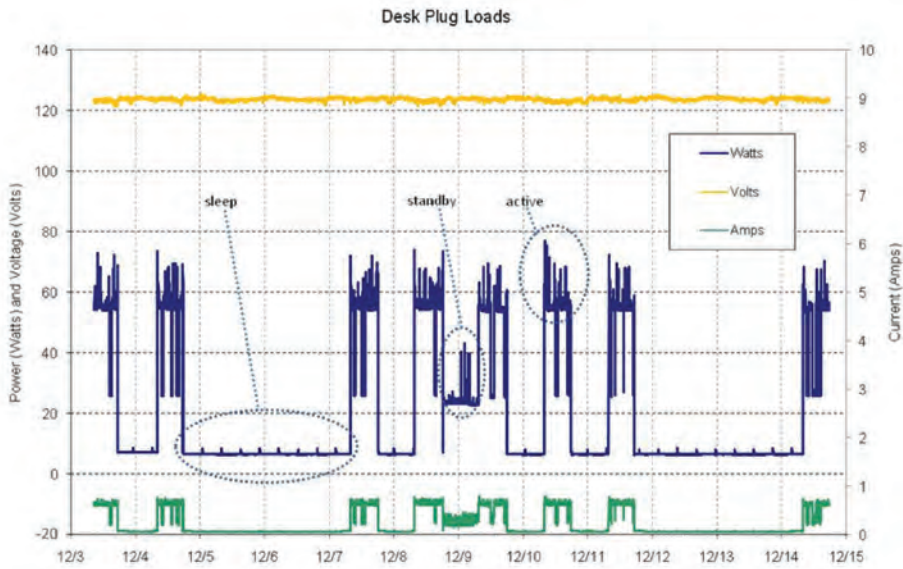 Desk Plug Loads
Power (Watts) and Voltage (Volts)
140
120
100
80
60
40
20
0
-20
10
9
8
7
6
5
4
3
2
1
0
Current (Amps)
Watts
Volts
Amps
sleep
standby
active
12/3 12/4 12/5 12/6 12/7 12/8 12/9 12/10 12/11 12/12 12/13 12/14 12/15